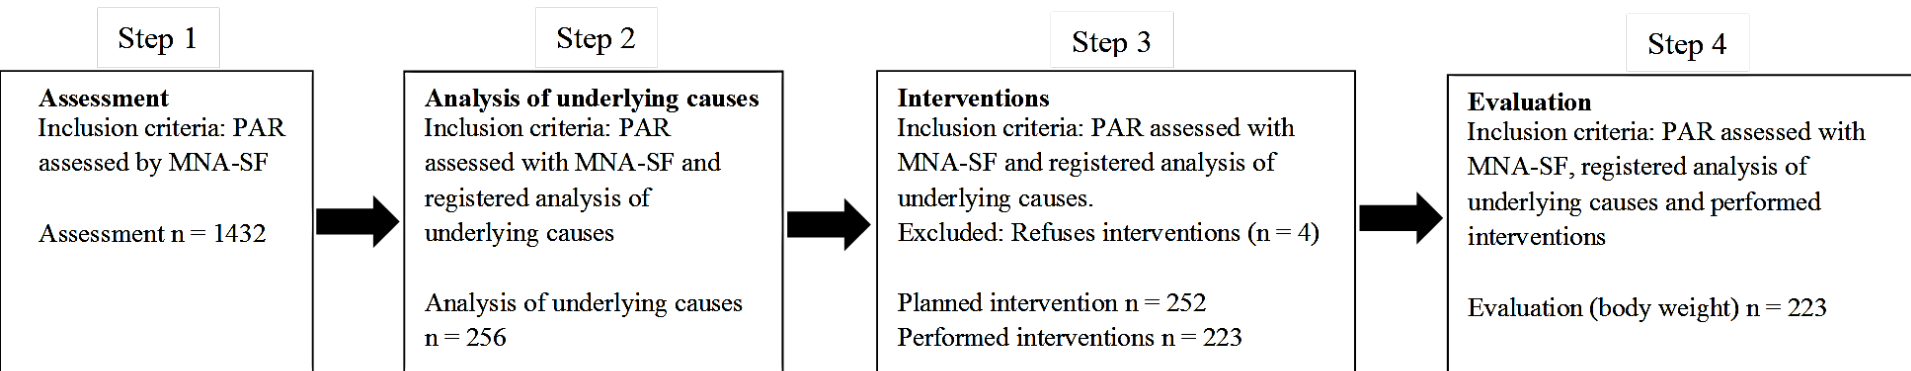 Step 1
Assessment
Inclusion criteria: PAR
assessed by MNA-SF
Assessment n = 1432
Step 2
Analysis of underlying causes
Inclusion criteria: PAR
assessed with MNA-SF and
registered analysis of
underlying causes
Analysis of underlying causes
n = 256
Step 3
Interventions
Inclusion criteria: PAR assessed with
MNA-SF and registered analysis of
underlying causes.
Excluded: Refuses interventions (n = 4)
Planned intervention n = 252
Performed interventions n = 223
Step 4
Evaluation
Inclusion criteria: PAR assessed with
MNA-SF, registered analysis of
underlying causes and performed
interventions
Evaluation (body weight) n = 223